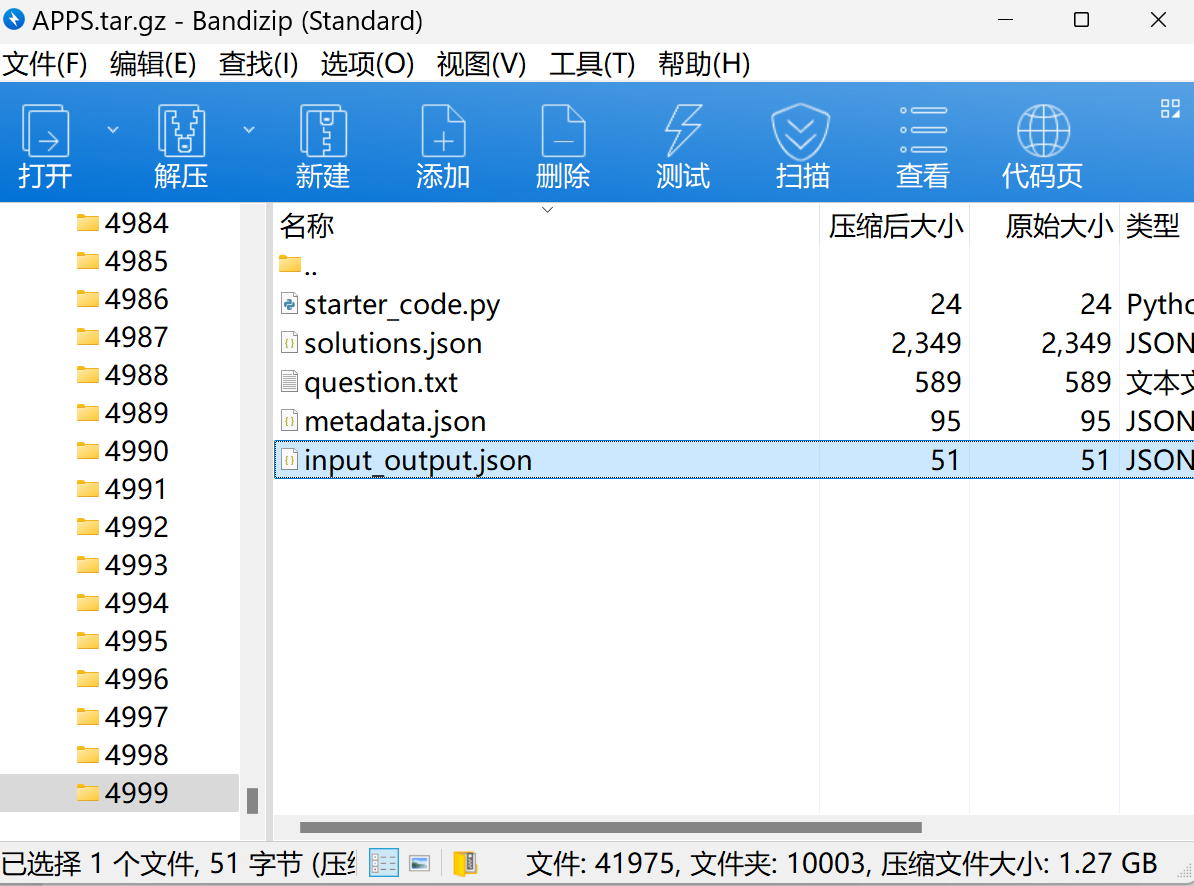 APPS.tar.gz - Bandizip (Standard)
文件(F) 编辑(E) 查找(I) 选项(O) 视图(V) 工具(T) 帮助(H)
打开 解压 新建 添加 删除 测试 扫描 查看 代码页
名称 压缩后大小 原始大小 类型
4984
4985
4986
4987
4988
4989
4990
4991
4992
4993
4994
4995
4996
4997
4998
4999
..
starter_code.py 24 24 Pytho
solutions.json 2,349 2,349 JSON
question.txt 589 589 文本文
metadata.json 95 95 JSON
input_output.json 51 51 JSON
已选择 1 个文件, 51 字节 (压缩 文件: 41975, 文件夹: 10003, 压缩文件大小: 1.27 GB